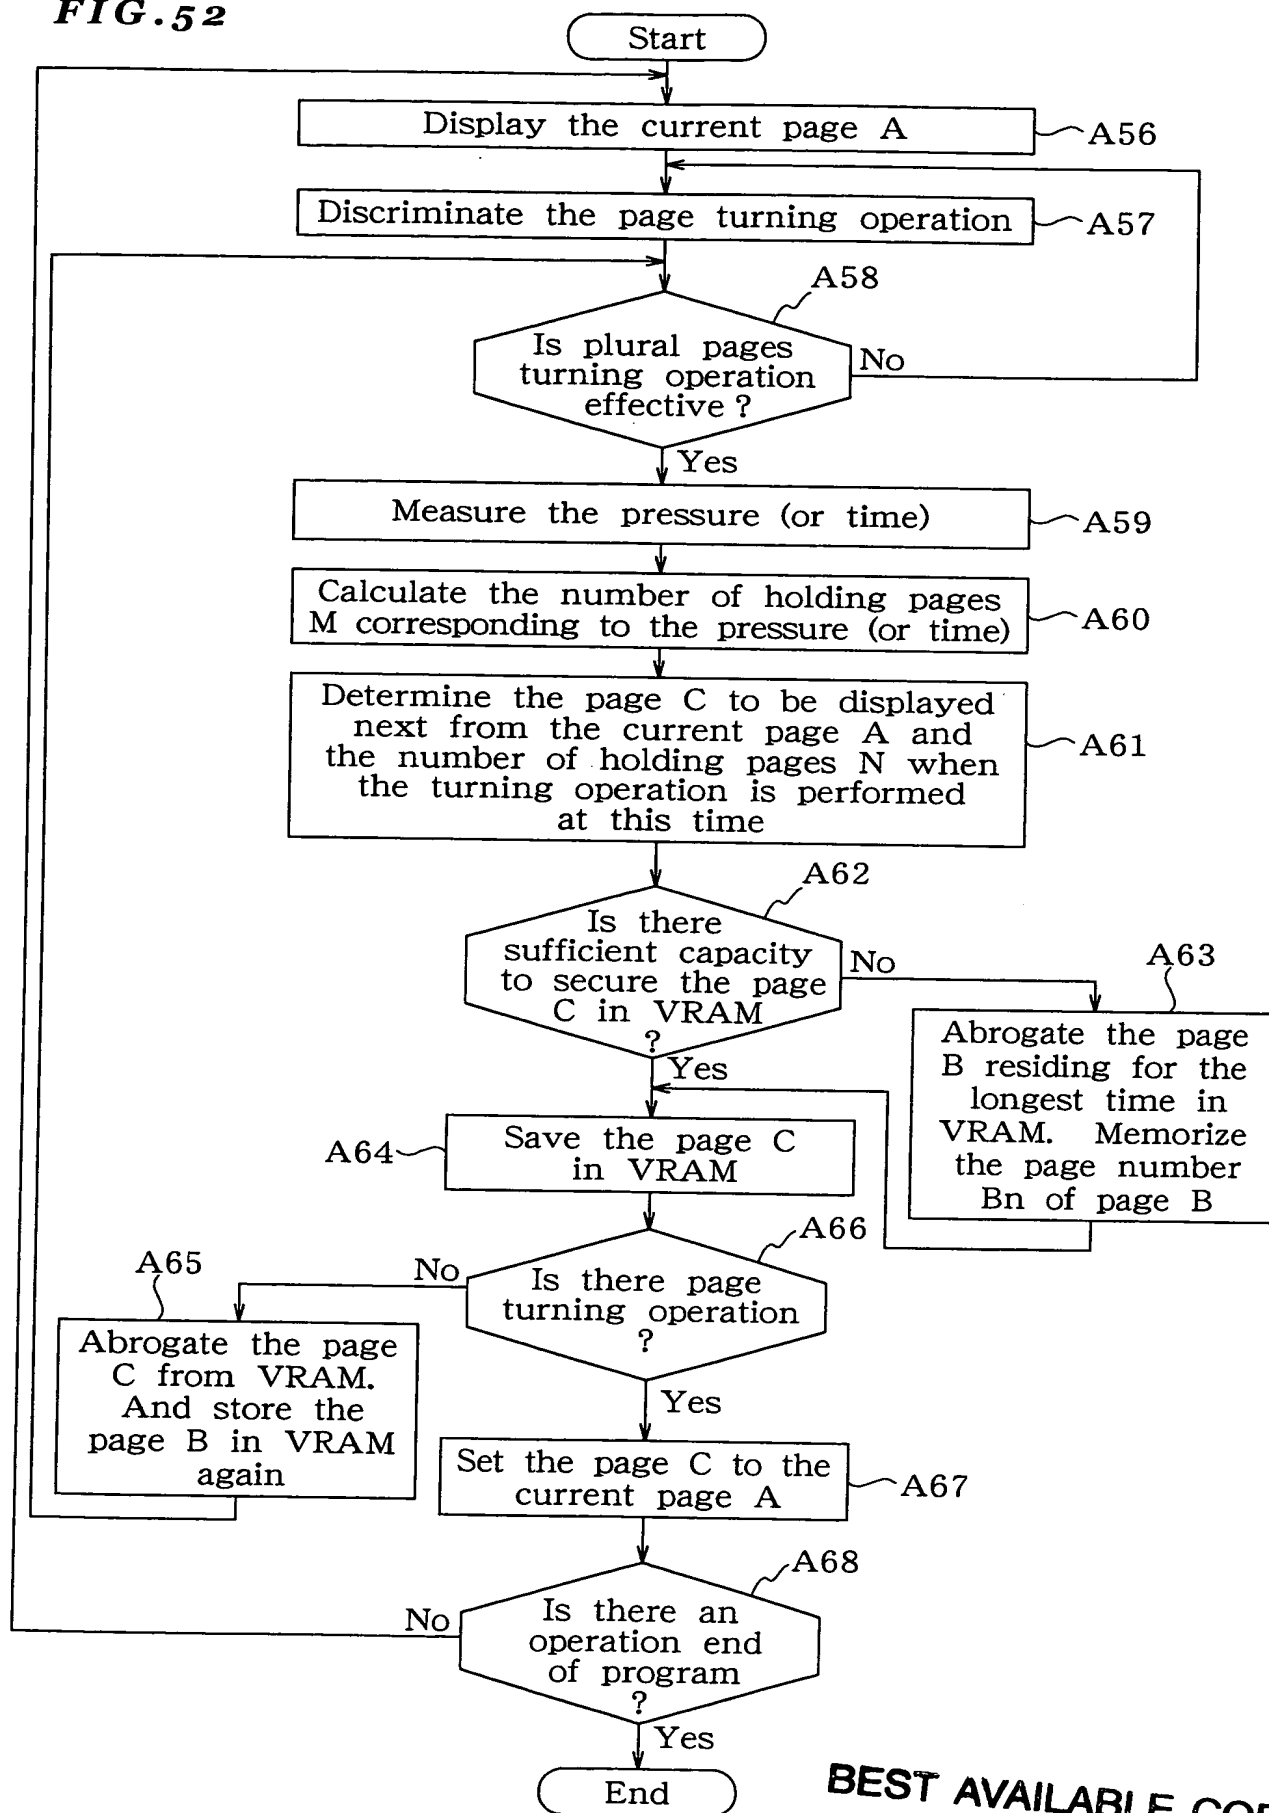 FIG.52
Start
Display the current page A
A56
Discriminate the page turning operation
A57
A58
Is plural pages
turning operation
effective ?
No
Yes
Measure the pressure (or time)
A59
Calculate the number of holding pages
M corresponding to the pressure (or time)
A60
Determine the page C to be displayed
next from the current page A and
the number of holding pages N when
the turning operation is performed
at this time
A61
A62
Is there
sufficient capacity
to secure the page
C in VRAM
?
No
Yes
A63
Abrogate the page
B residing for the
longest time in
VRAM. Memorize
the page number
Bn of page B
A64
Save the page C
in VRAM
A66
Is there page
turning operation
?
No
Yes
A65
Abrogate the page
C from VRAM.
And store the
page B in VRAM
again
Set the page C to the
current page A
A67
A68
Is there an
operation end
of program
?
No
Yes
End
BEST AVAILABLE